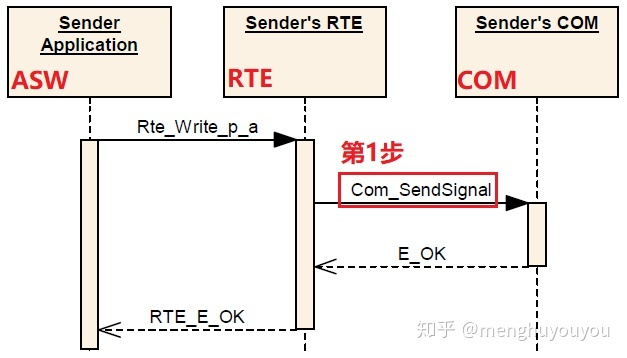 Sender
Application
ASW
Sender's RTE
RTE
Sender's COM
COM
Rte_Write_p_a
第1步
Com_SendSignal
E_OK
RTE_E_OK
知乎 @menghuyouyou